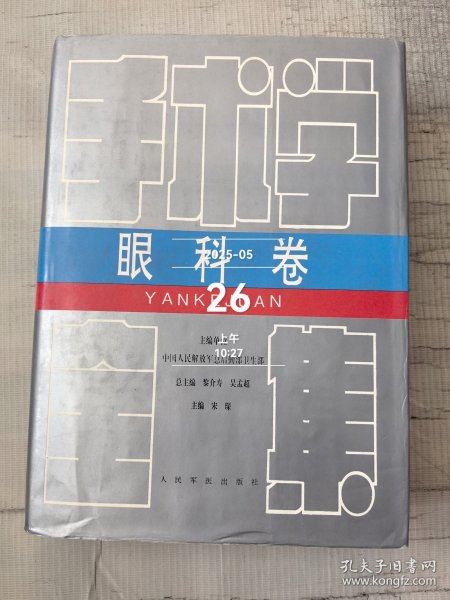 手术学
眼科卷
2025-05
YANKEJUAN
26
主编单位
上午
10:27
中国人民解放军总后勤部卫生部
总主编 黎介寿 吴孟超
主编 宋琛
全集
人民军医出版社
孔夫子旧书网
www.kongfz.com